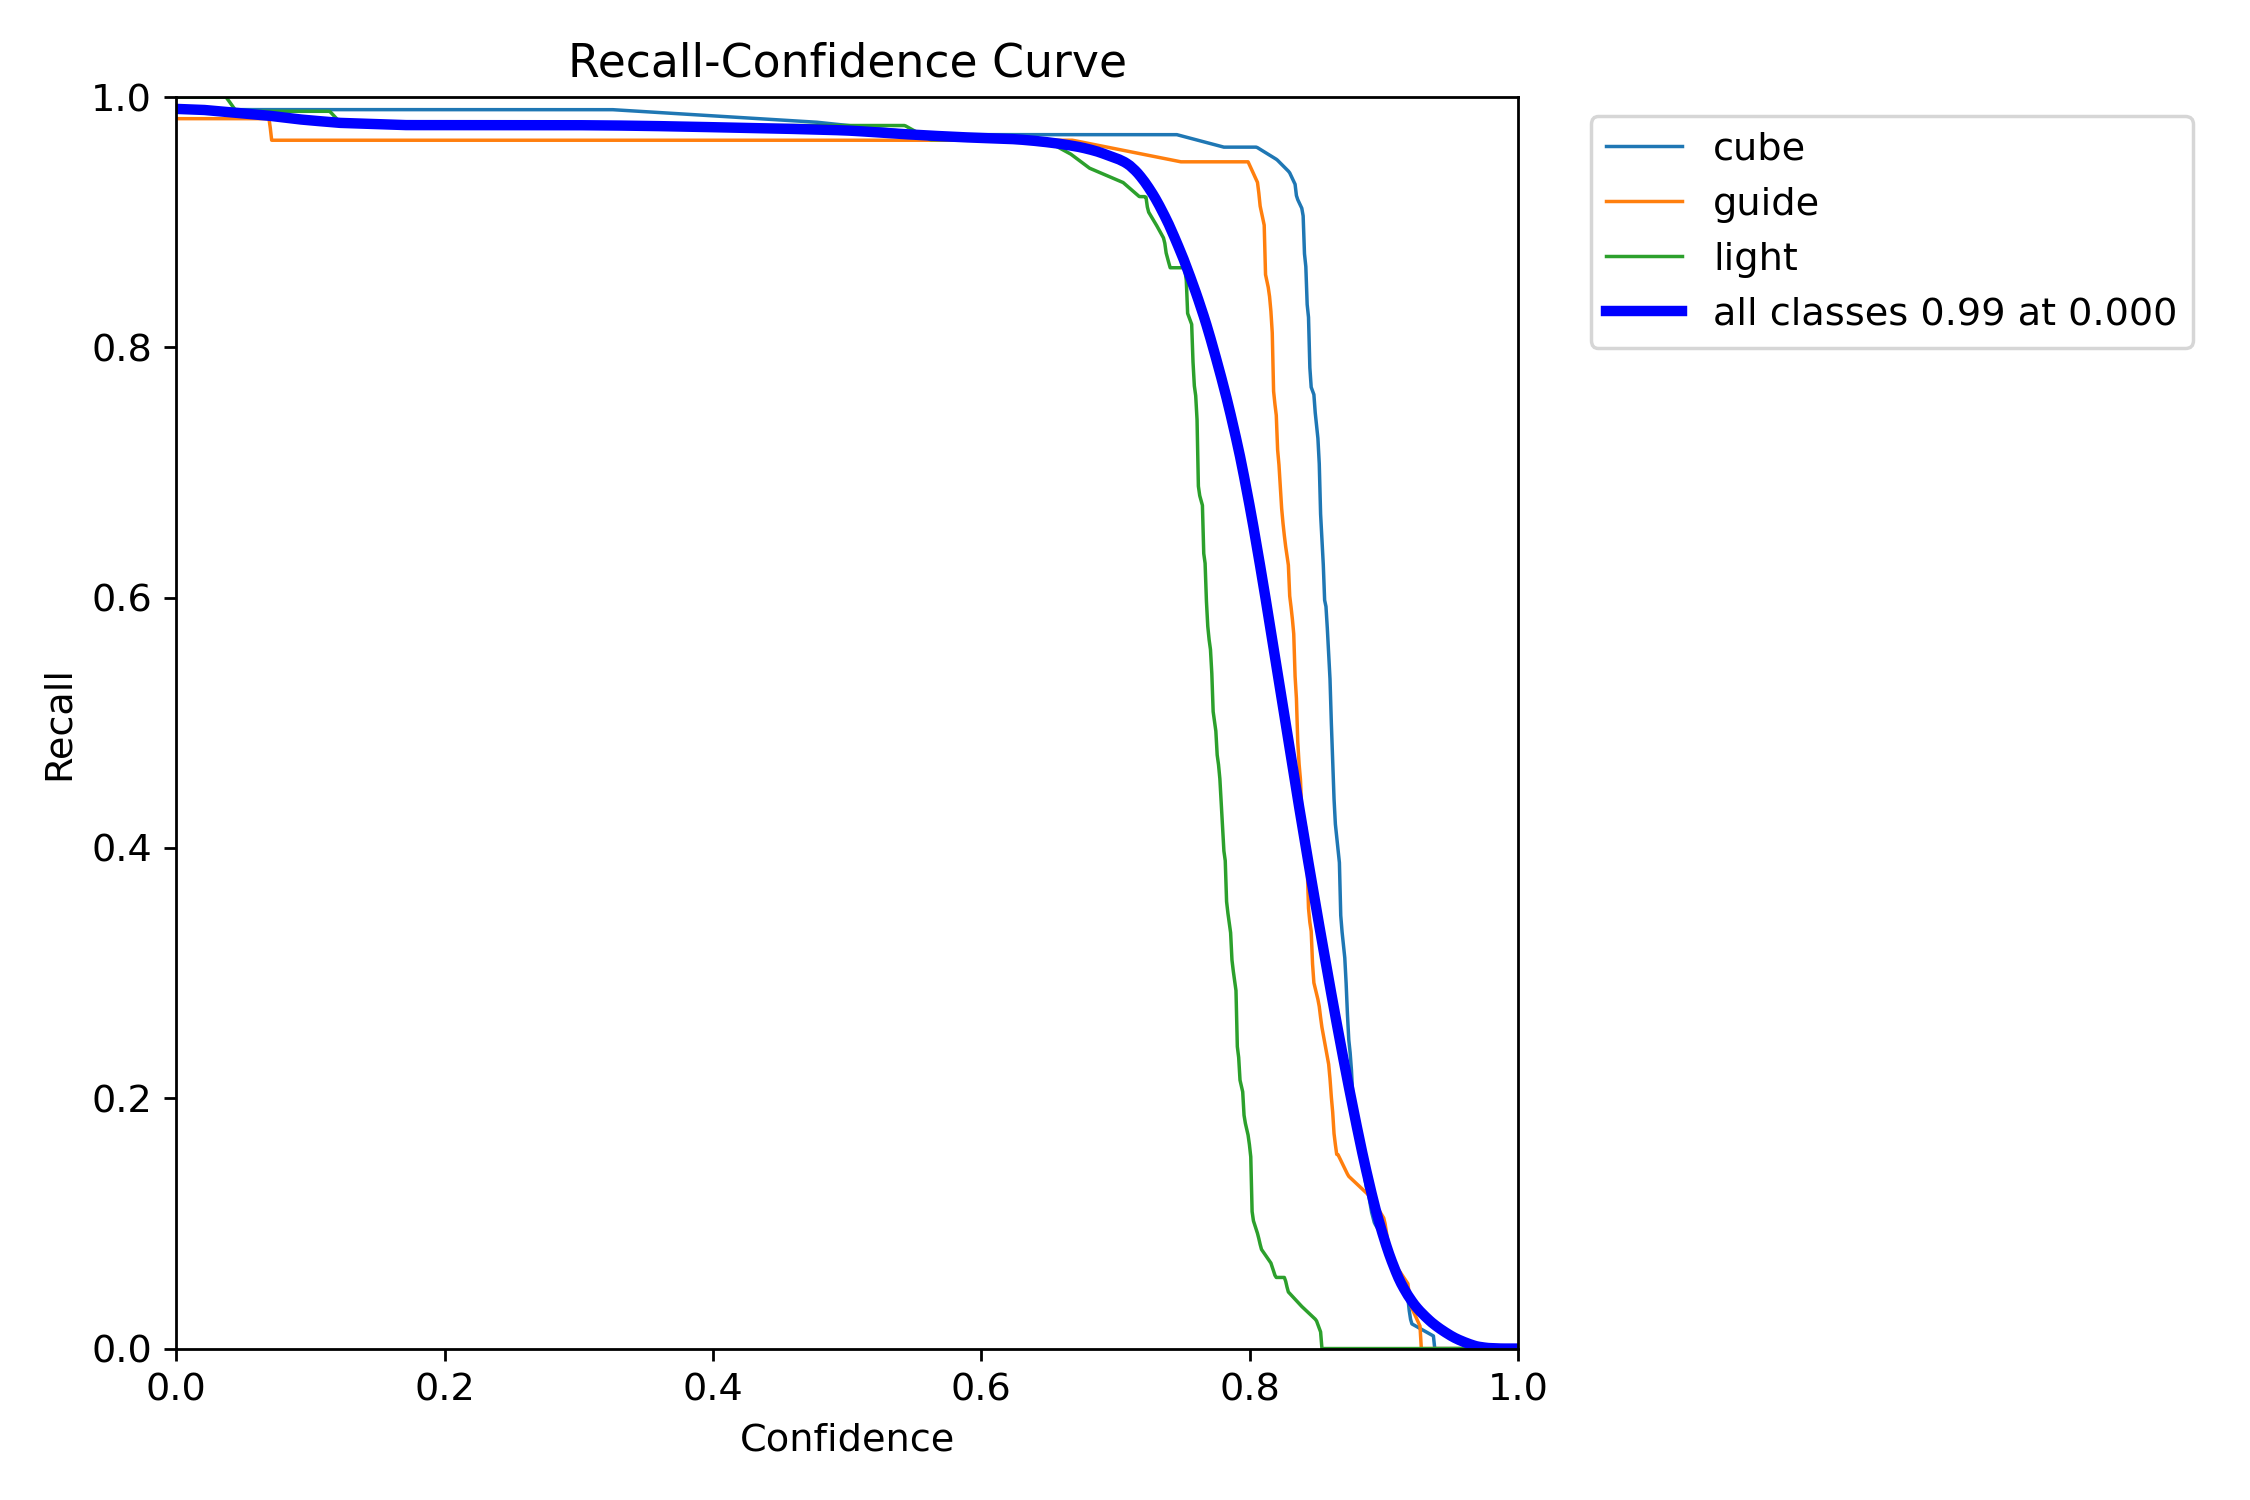 Recall-Confidence Curve
1.0
0.8
0.6
0.4
0.2
0.0
Recall
0.0 0.2 0.4 0.6 0.8 1.0
Confidence
cube
guide
light
all classes 0.99 at 0.000